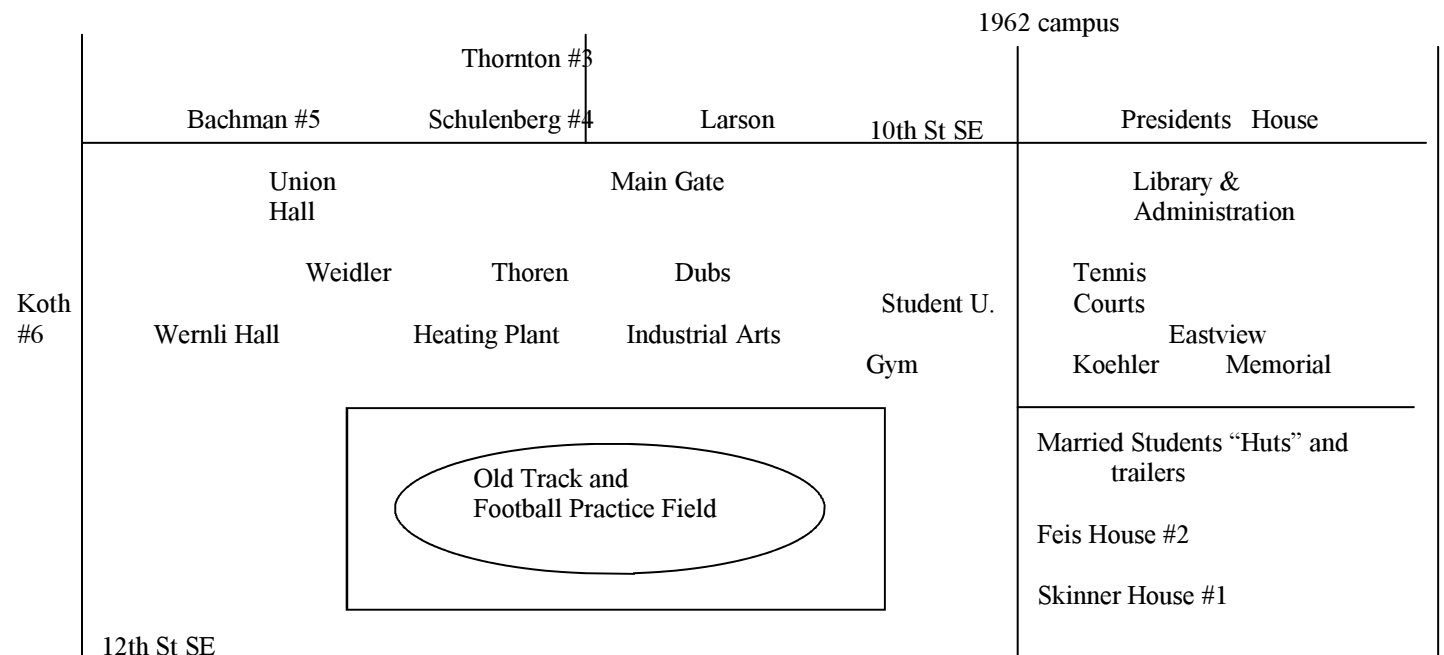 1962 campus
Thornton #3
Bachman #5 Schulenberg #4 Larson 10th St SE Presidents House
Union Main Gate Library &
Hall Administration
Weidler Thoren Dubs Tennis
Koth Student U. Courts
#6 Wernli Hall Heating Plant Industrial Arts Eastview
Gym Koehler Memorial
Married Students “Huts” and
trailers
Old Track and
Football Practice Field
Feis House #2
Skinner House #1
12th St SE